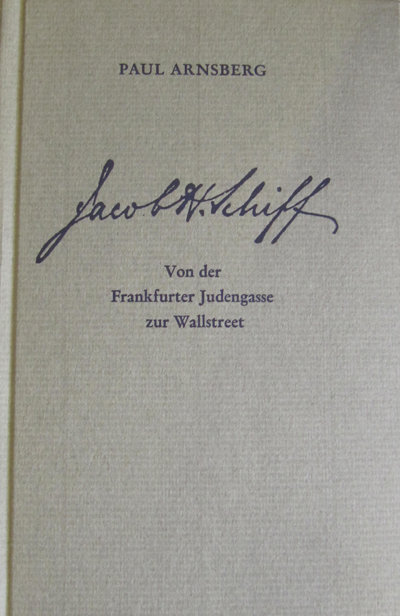 PAUL ARNSBERG
Jacob H. Schiff
Von der
Frankfurter Judengasse
zur Wallstreet